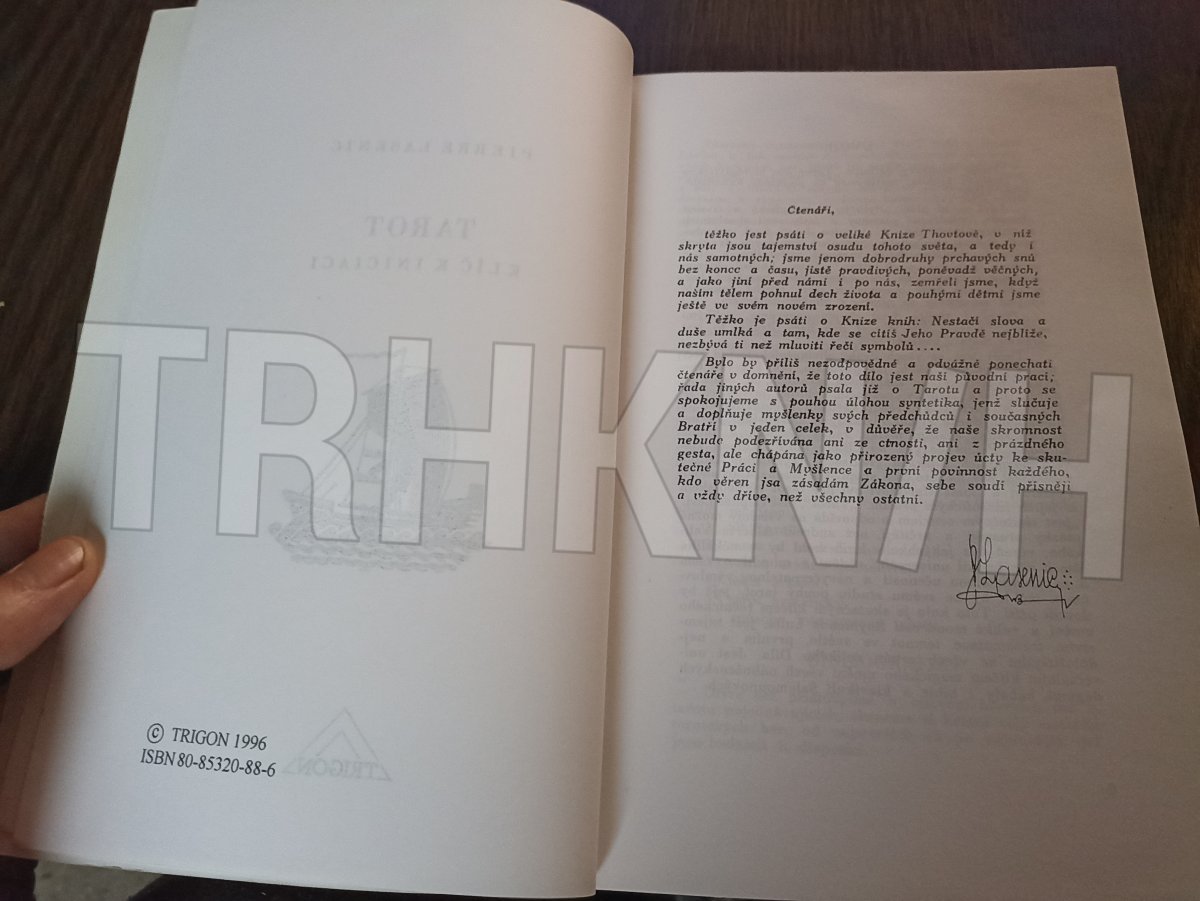 PIERRE LASENIC
TAROT
KLÍČ K INICIACI
TRIGON
© TRIGON 1996
ISBN 80-85320-88-6
Čtenáři,
těžko jest psáti o veliké Knize Thovtově, v níž
skryta jsou tajemství osudu tohoto světa, a tedy i
nás samotných; jsme jenom dobrodruhy prchavých snů
bez konce a času, jistě pravdivých, poněvadž věčných,
a jako jiní před námi i po nás, zemřeli jsme, když
naším tělem pohnul dech života a pouhými dětmi jsme
ještě ve svém novém zrození.
Těžko je psáti o Knize knih: Nestačí slova a
duše umlká a tam, kde se cítíš Jeho Pravdě nejblíže,
nezbývá ti než mluviti řečí symbolů....
Bylo by příliš nezodpovědné a odvážné ponechati
čtenáře v domnění, že toto dílo jest naší původní prací;
řada jiných autorů psala již o Tarotu a proto se
spokojujeme s pouhou úlohou syntetika, jenž slučuje
a doplňuje myšlenky svých předchůdců i současných
Bratří v jeden celek, v důvěře, že naše skromnost
nebude podezřívána ani ze ctnosti, ani z prázdného
gesta, ale chápána jako přirozený projev úcty ke sku-
tečné Práci a Myšlence a první povinnost každého,
kdo věren jsa zásadám Zákona, sebe soudí přísněji
a vždy dříve, než všechny ostatní.
Lasenic
TRHKNIH